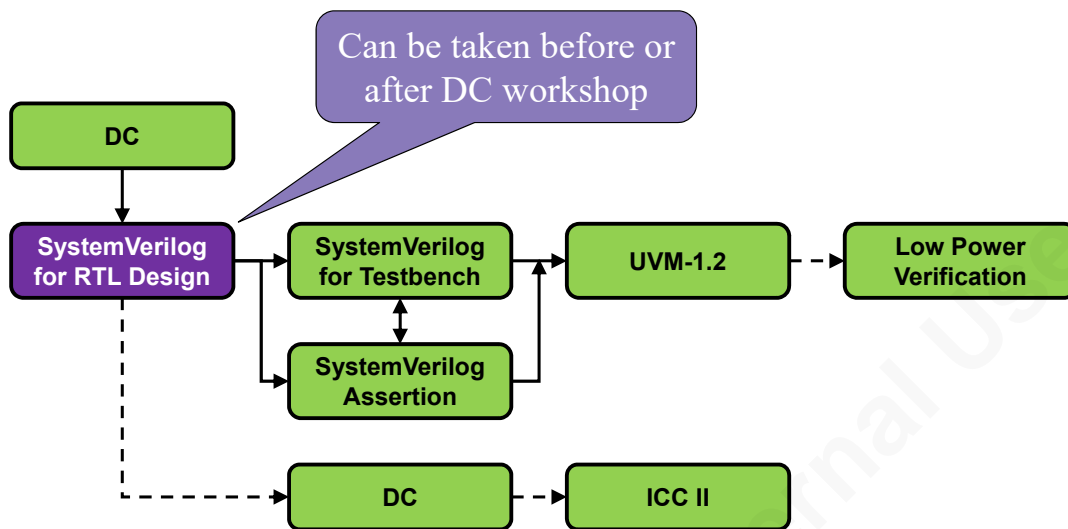 Can be taken before or
after DC workshop
DC
SystemVerilog
for RTL Design
SystemVerilog
for Testbench
UVM-1.2
Low Power
Verification
SystemVerilog
Assertion
DC
ICC II